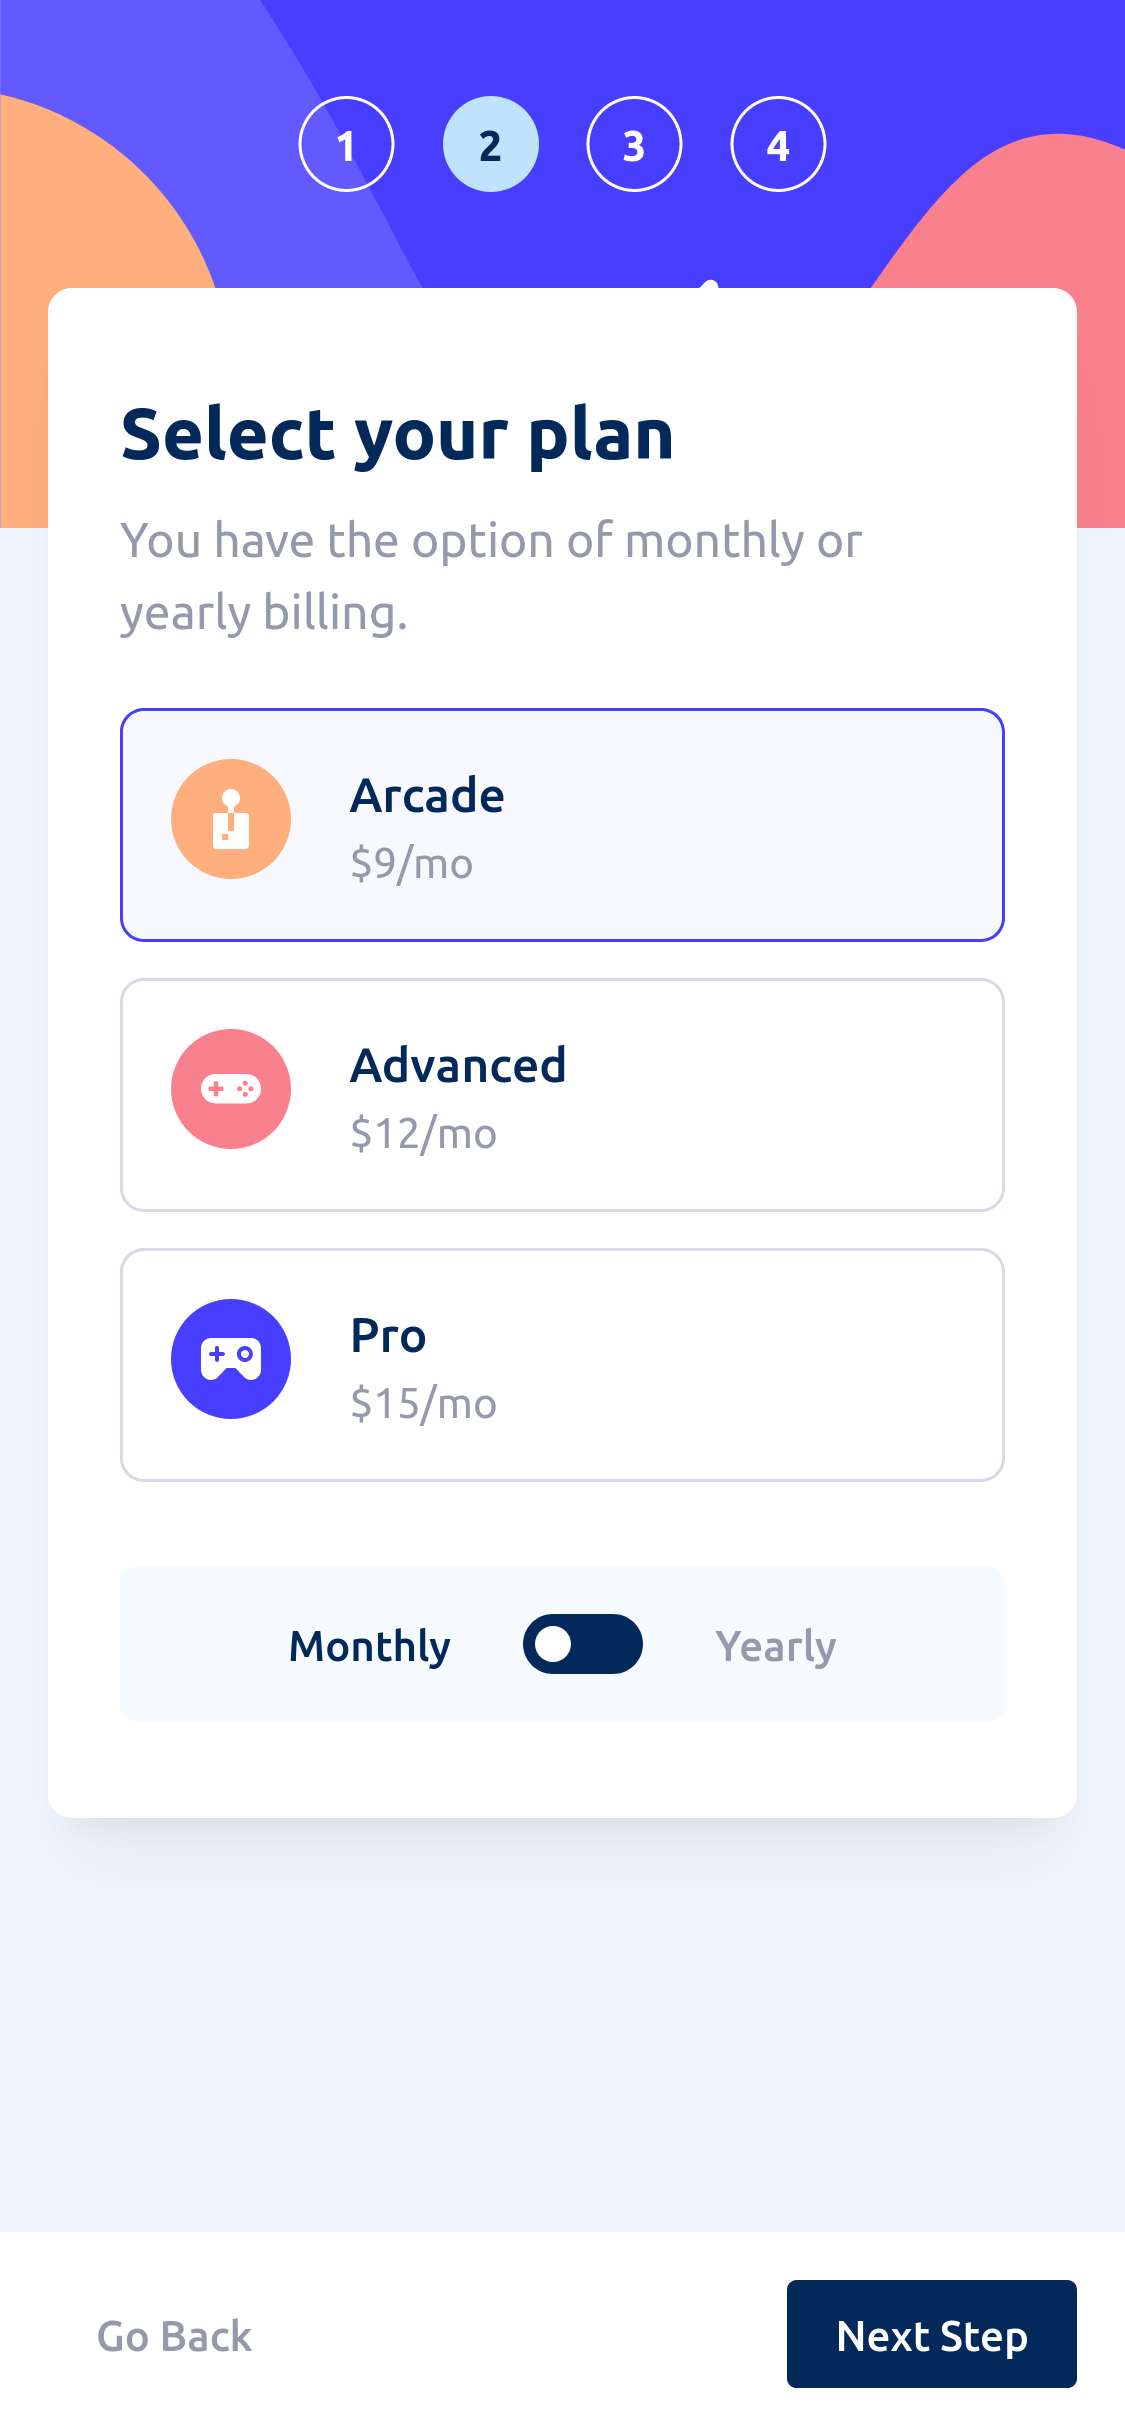 1 2 3 4
Select your plan
You have the option of monthly or
yearly billing.
Arcade
$9/mo
Advanced
$12/mo
Pro
$15/mo
Monthly Yearly
Go Back Next Step